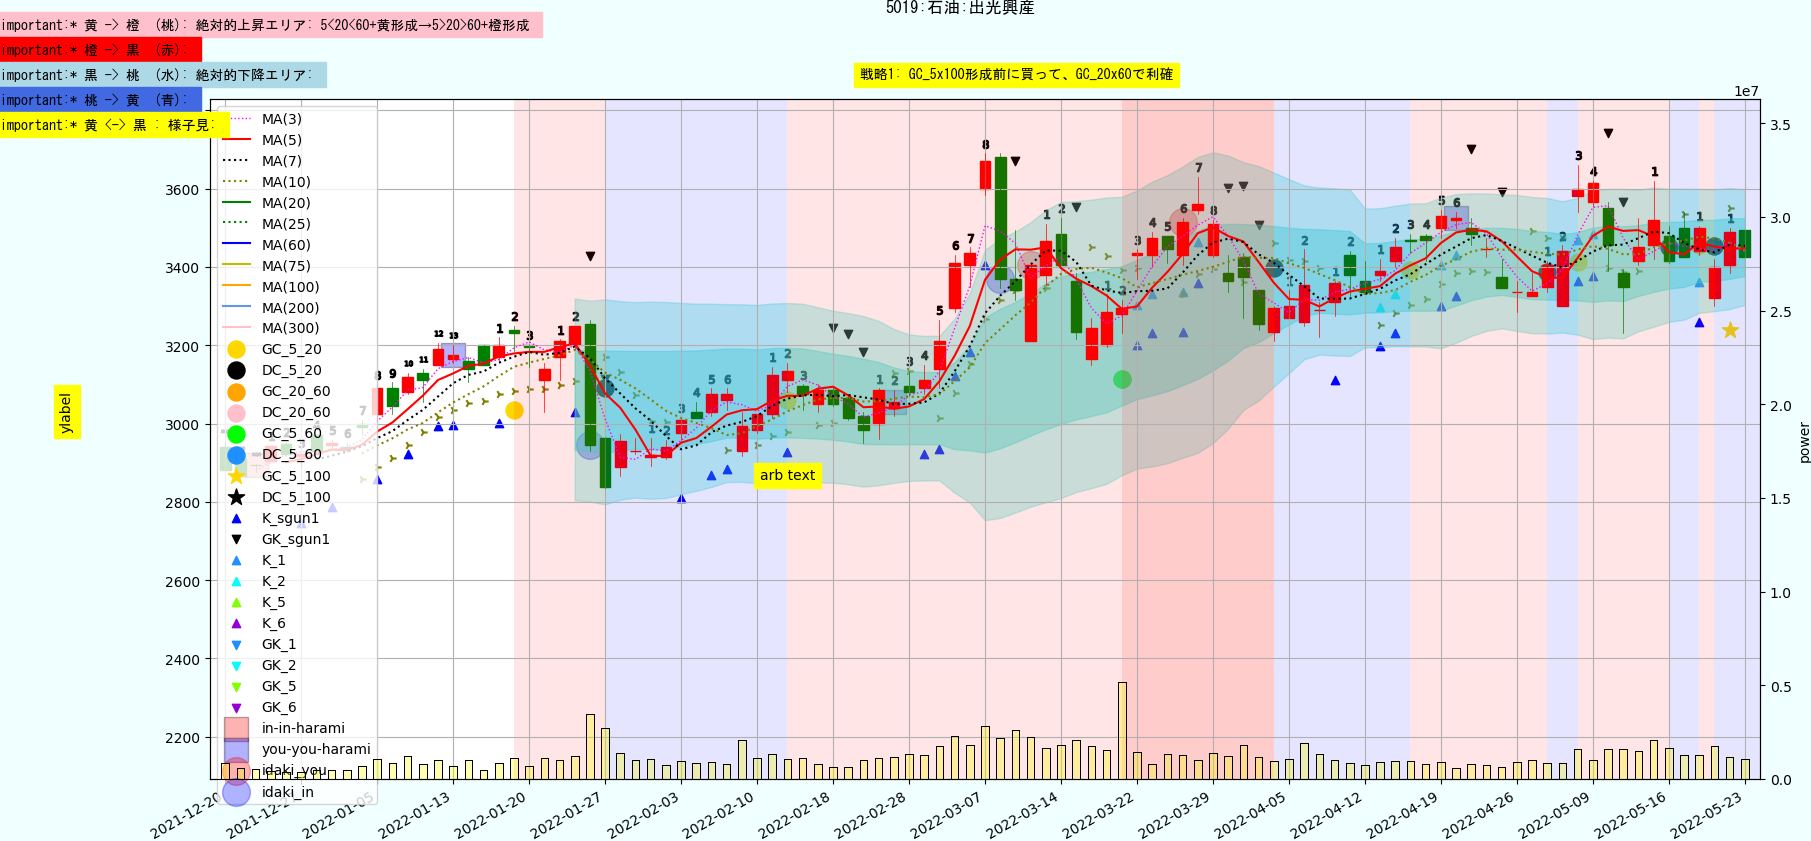 5019:石油:出光興産
important:* 黄 -> 橙 (桃): 絶対的上昇エリア: 5<20<60+黄形成→5>20>60+橙形成
important:* 橙 -> 黒 (赤):
important:* 黒 -> 桃 (水): 絶対的下降エリア:
important:* 桃 -> 黄 (青):
important:* 黄 <-> 黒 : 様子見:
戦略1: GC_5x100形成前に買って、GC_20x60で利確
1e7
MA(3)
MA(5)
MA(7)
MA(10)
MA(20)
MA(25)
MA(60)
MA(75)
MA(100)
MA(200)
MA(300)
GC_5_20
DC_5_20
GC_20_60
DC_20_60
GC_5_60
DC_5_60
GC_5_100
DC_5_100
K_sgun1
GK_sgun1
K_1
K_2
K_5
K_6
GK_1
GK_2
GK_5
GK_6
in-in-harami
you-you-harami
idaki_you
idaki_in
3600
3400
3200
3000
2800
2600
2400
2200
ylabel
arb text
3.5
3.0
2.5
2.0
1.5
1.0
0.5
0.0
power
2021-12-20
2022-01-05
2022-01-13
2022-01-20
2022-01-27
2022-02-03
2022-02-10
2022-02-18
2022-02-28
2022-03-07
2022-03-14
2022-03-22
2022-03-29
2022-04-05
2022-04-12
2022-04-19
2022-04-26
2022-05-09
2022-05-16
2022-05-23